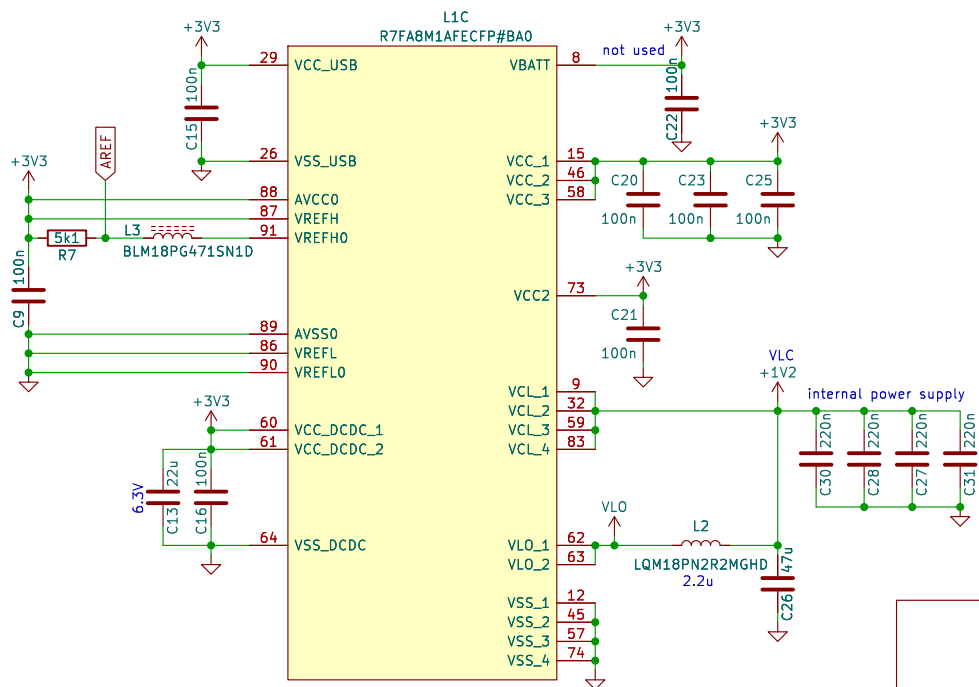 L1C
R7FA8M1AFECFP#BA0
+3V3
29
VCC_USB
100n
C15
26
VSS_USB
AREF
+3V3
88
AVCC0
87
VREFH
91
VREFH0
5k1
R7
L3
BLM18PG471SN1D
100n
C9
89
AVSS0
86
VREFL
90
VREFL0
+3V3
60
VCC_DCDC_1
61
VCC_DCDC_2
6.3V
22u
C13
100n
C16
64
VSS_DCDC
not used
+3V3
VBATT
8
100n
C22
+3V3
VCC_1
15
VCC_2
46
VCC_3
58
C20
100n
C23
100n
C25
100n
+3V3
VCC2
73
C21
100n
VLC
+1V2
internal power supply
VCL_1
9
VCL_2
32
VCL_3
59
VCL_4
83
220n
C30
220n
C28
220n
C27
220n
C31
VLO
VLO_1
62
VLO_2
63
L2
LQM18PN2R2MGHD
2.2u
47u
C26
VSS_1
12
VSS_2
45
VSS_3
57
VSS_4
74